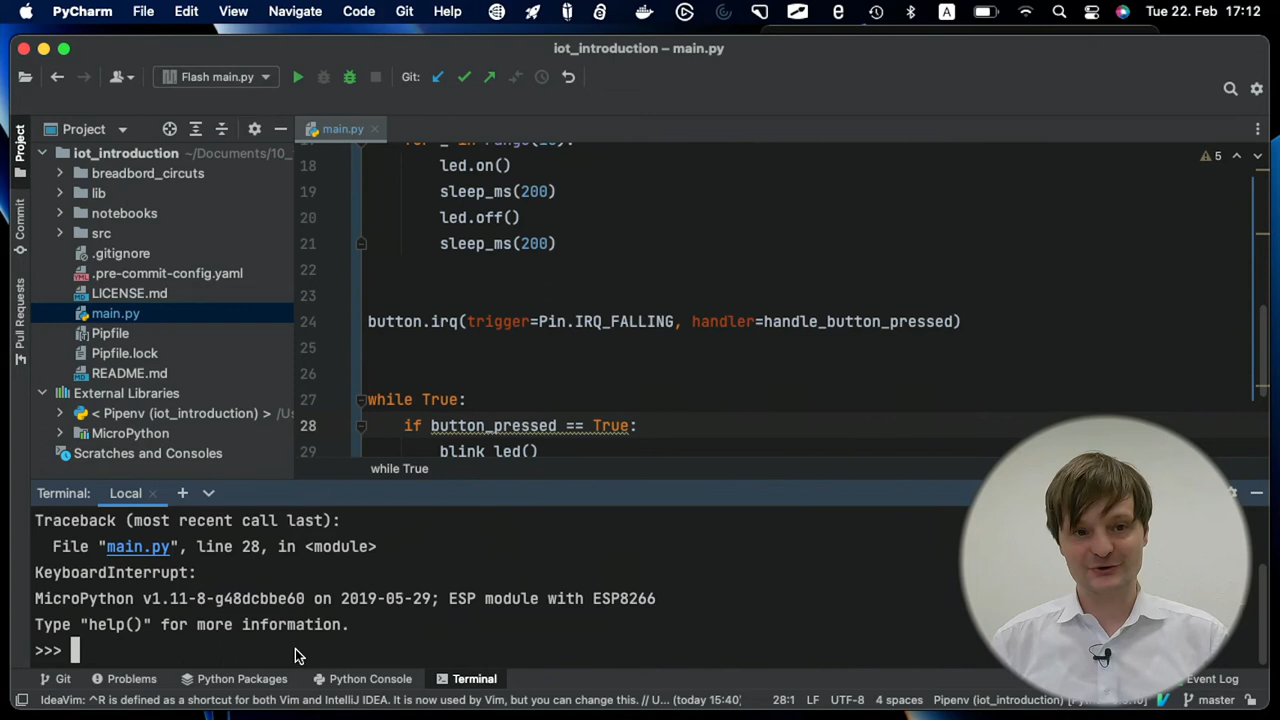 PyCharm File Edit View Navigate Code Git Help A Tue 22. Feb 17:12
iot_introduction – main.py
Flash main.py Git:
Project main.py
Project
Commit
Pull Requests
iot_introduction ~/Documents/10_
breadbord_circuts
lib
notebooks
src
.gitignore
.pre-commit-config.yaml
LICENSE.md
main.py
Pipfile
Pipfile.lock
README.md
External Libraries
< Pipenv (iot_introduction) > /Us
MicroPython
Scratches and Consoles
5
18 led.on()
19 sleep_ms(200)
20 led.off()
21 sleep_ms(200)
22
23
24 button.irq(trigger=Pin.IRQ_FALLING, handler=handle_button_pressed)
25
26
27 while True:
28 if button_pressed == True:
29 blink_led()
while True
Terminal: Local
Traceback (most recent call last):
File "main.py", line 28, in <module>
KeyboardInterrupt:
MicroPython v1.11-8-g48dcbbe60 on 2019-05-29; ESP module with ESP8266
Type "help()" for more information.
>>>
Git Problems Python Packages Python Console Terminal Event Log
IdeaVim: ^R is defined as a shortcut for both Vim and IntelliJ IDEA. It is now used by Vim, but you can change this. // U... (today 15:40) 28:1 LF UTF-8 4 spaces Pipenv (iot_introduction) master